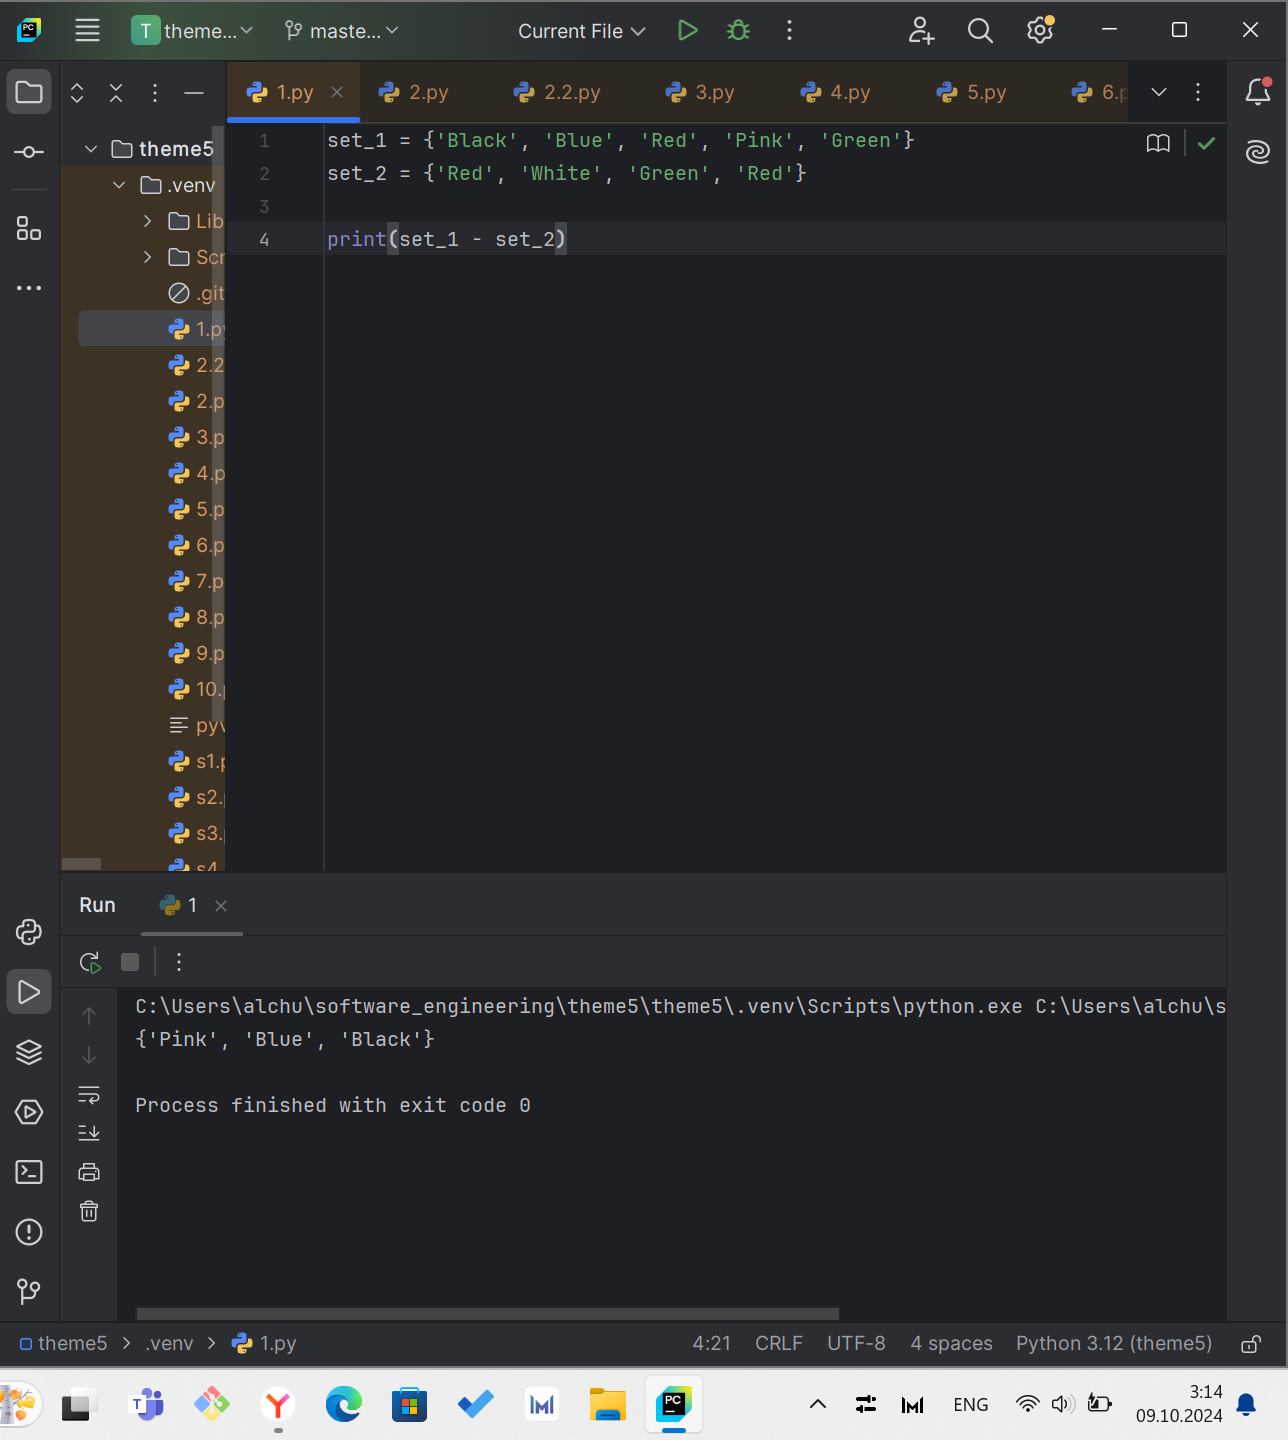 PC
T theme... maste... Current File
1.py 2.py 2.2.py 3.py 4.py 5.py 6.p
theme5
.venv
Lib
Scr
.git
1.py
2.2
2.p
3.p
4.p
5.p
6.p
7.p
8.p
9.p
10.
pyv
s1.p
s2.
s3.
s4
1 set_1 = {'Black', 'Blue', 'Red', 'Pink', 'Green'}
2 set_2 = {'Red', 'White', 'Green', 'Red'}
3
4 print(set_1 - set_2)
Run 1
C:\Users\alchu\software_engineering\theme5\theme5\.venv\Scripts\python.exe C:\Users\alchu\s
{'Pink', 'Blue', 'Black'}
Process finished with exit code 0
theme5 > .venv > 1.py 4:21 CRLF UTF-8 4 spaces Python 3.12 (theme5)
T PC ENG 3:14
09.10.2024